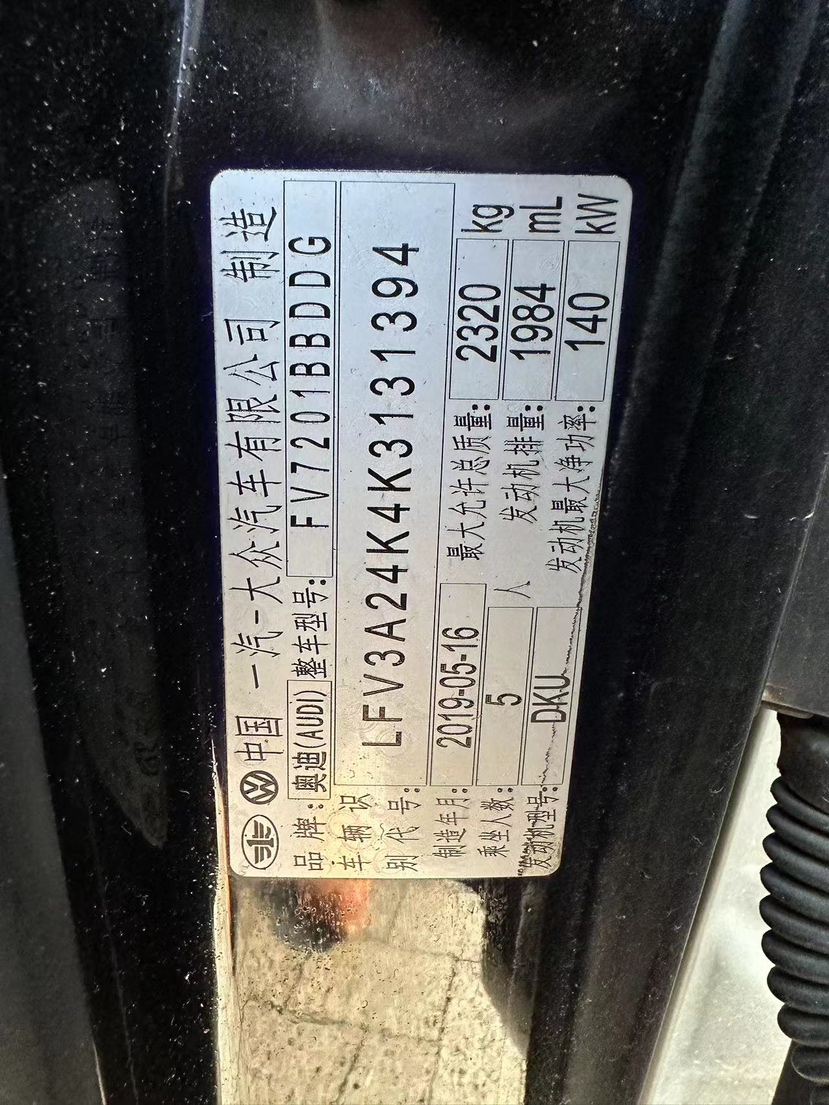 中国 一汽-大众汽车有限公司 制造
品牌: 奥迪(AUDi) 整车型号: FV7201BBDDG
车辆识别代号: LFV3A24K4K3131394
制造年月: 2019-05-16 最大允许总质量: 2320 kg
乘坐人数: 5 人 发动机排量: 1984 mL
发动机型号: DKU 发动机最大净功率: 140 kW